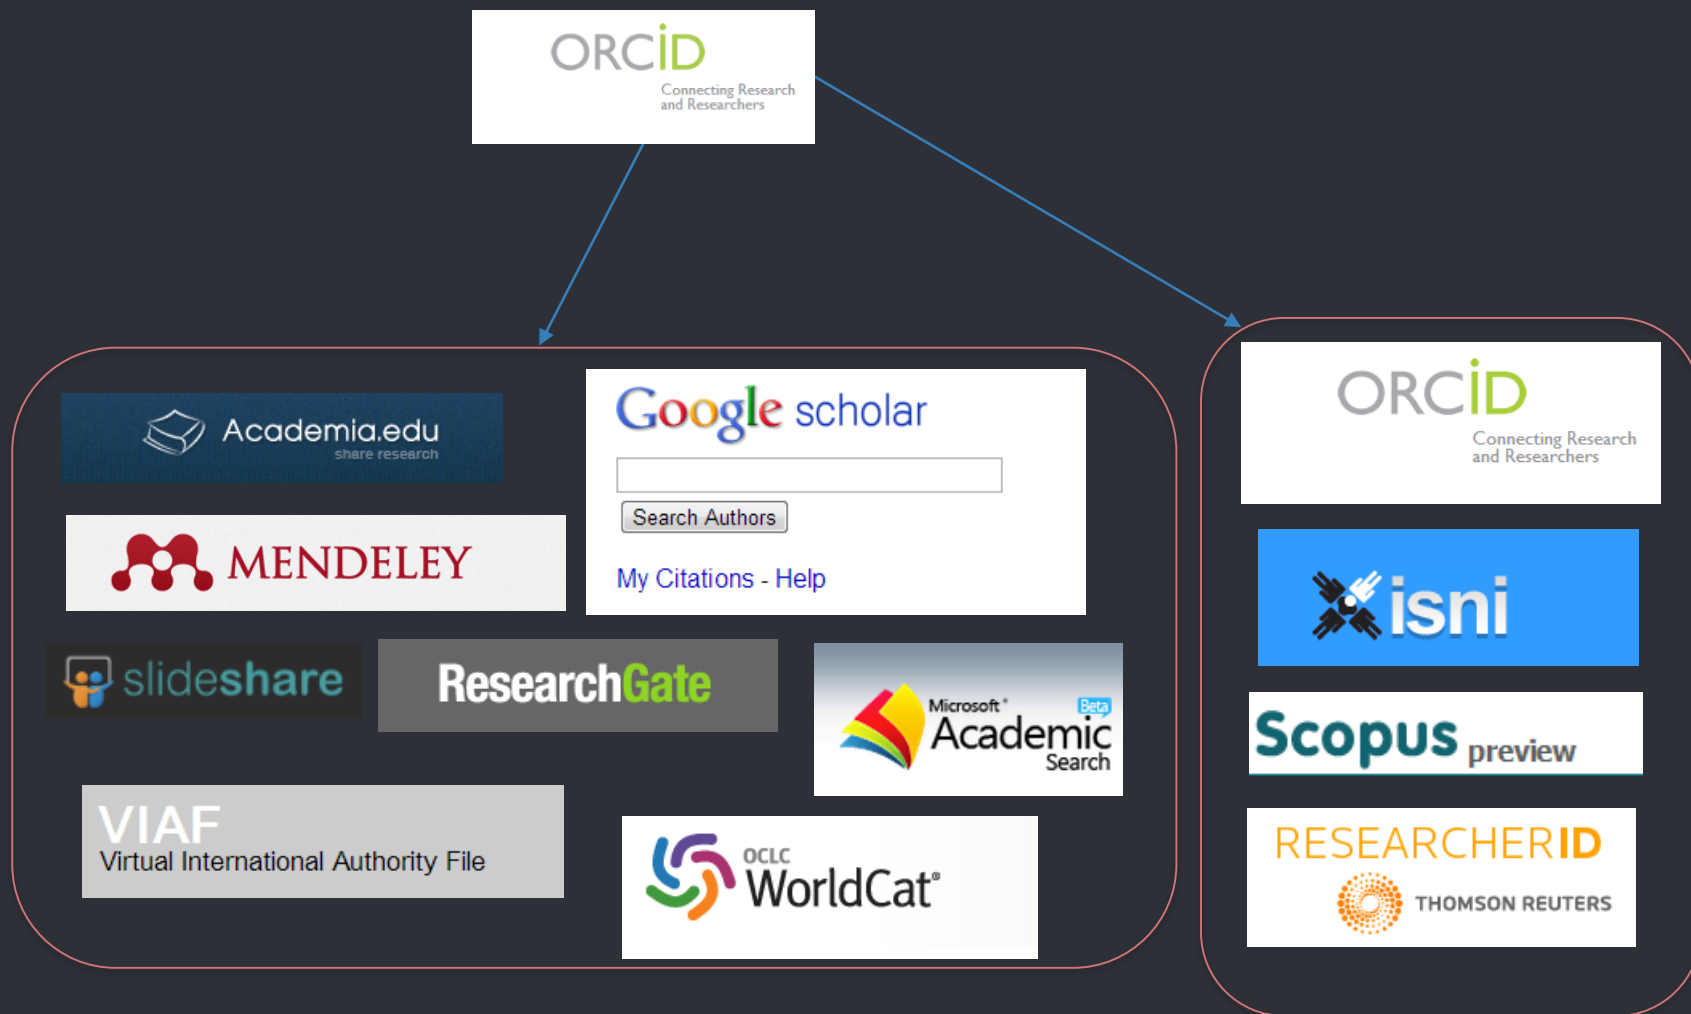 ORCiD
Connecting Research
and Researchers
Academia.edu
share research
Google scholar
Search Authors
My Citations - Help
MENDELEY
slideshare
ResearchGate
Microsoft®
Beta
Academic
Search
VIAF
Virtual International Authority File
OCLC
WorldCat®
ORCiD
Connecting Research
and Researchers
isni
Scopus preview
RESEARCHERID
THOMSON REUTERS